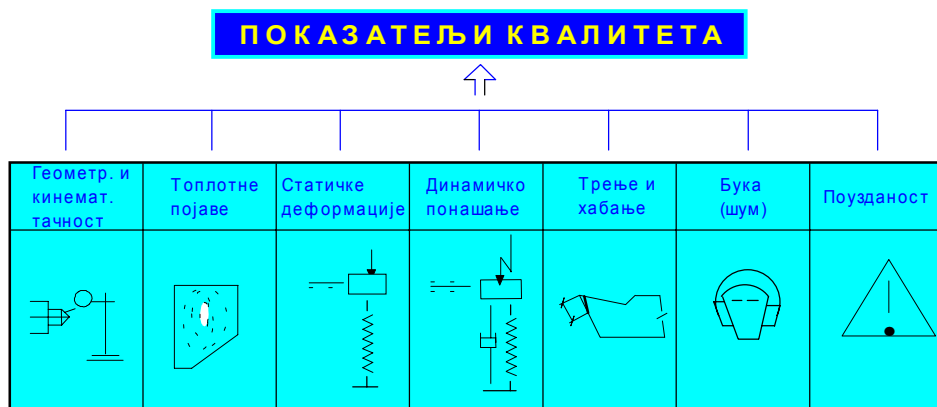 ПОКАЗАТЕЉИ КВАЛИТЕТА
Геометр. и
кинемат.
тачност
Топлотне
појаве
Статичке
деформације
Динамичко
понашање
Трење и
хабање
Бука
(шум)
Поузданост